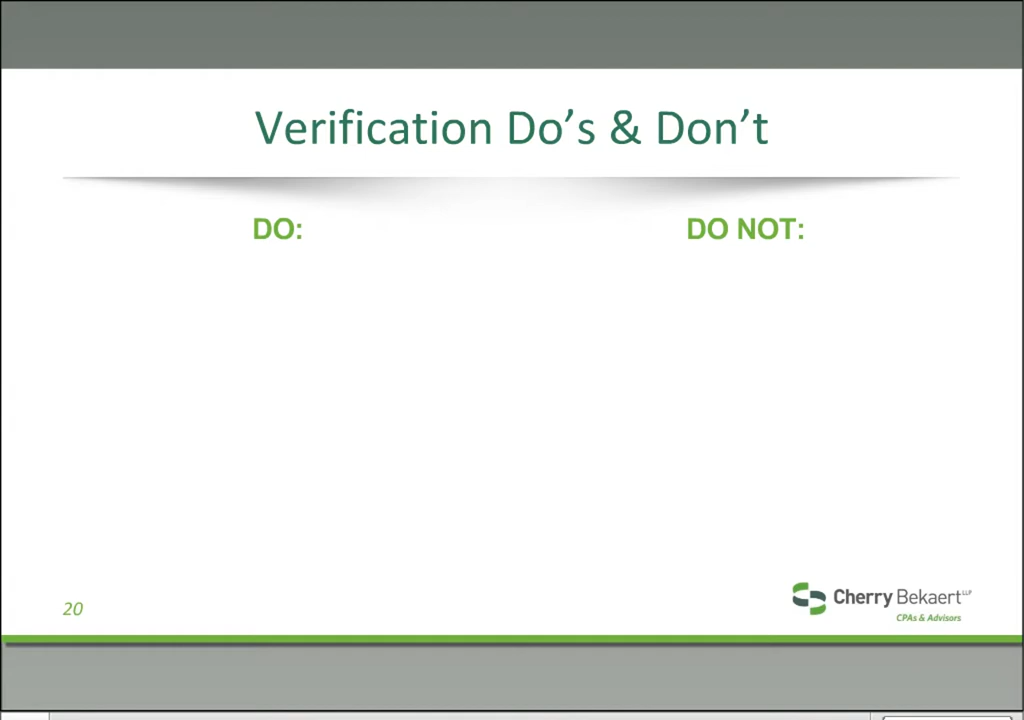 Verification Do’s & Don’t
DO:
DO NOT:
20
Cherry Bekaert LLP
CPAs & Advisors